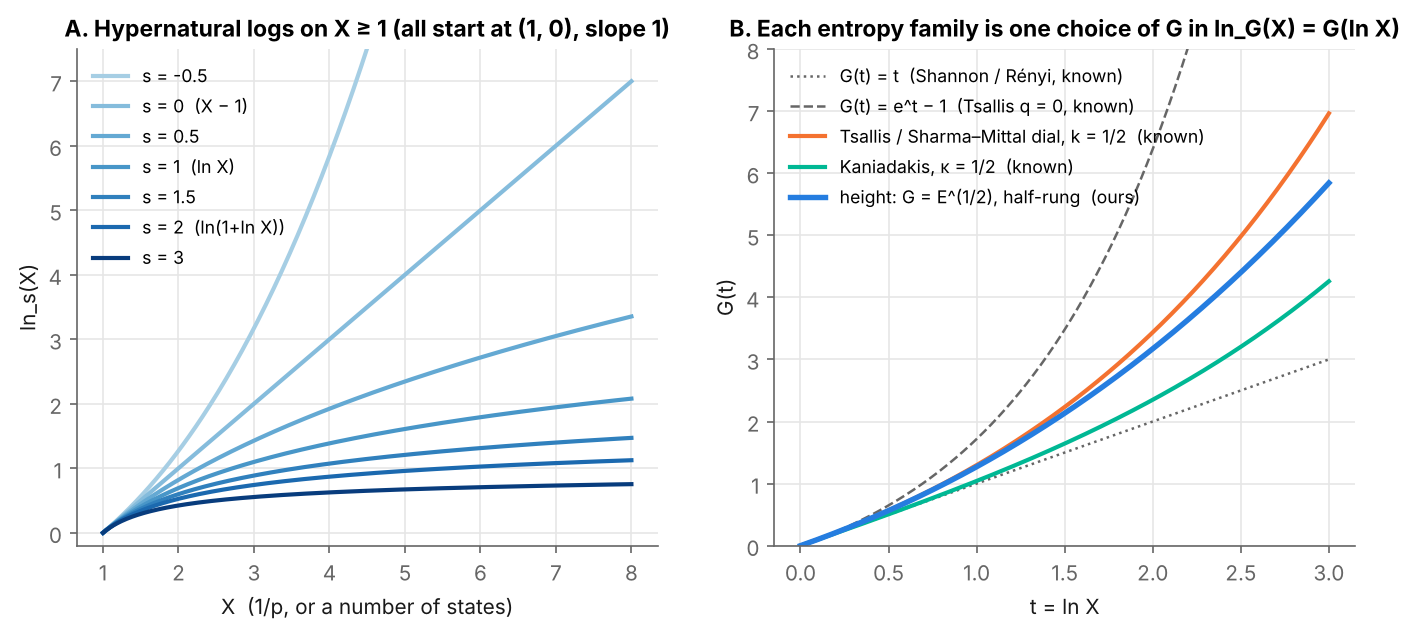 A. Hypernatural logs on X ≥ 1 (all start at (1, 0), slope 1)
s = -0.5
s = 0 (X − 1)
s = 0.5
s = 1 (ln X)
s = 1.5
s = 2 (ln(1+ln X))
s = 3
7
6
5
4
3
2
1
0
ln_s(X)
1 2 3 4 5 6 7 8
X (1/p, or a number of states)
B. Each entropy family is one choice of G in ln_G(X) = G(ln X)
G(t) = t (Shannon / Rényi, known)
G(t) = e^t − 1 (Tsallis q = 0, known)
Tsallis / Sharma–Mittal dial, k = 1/2 (known)
Kaniadakis, κ = 1/2 (known)
height: G = E^(1/2), half-rung (ours)
8
7
6
5
4
3
2
1
0
G(t)
0.0 0.5 1.0 1.5 2.0 2.5 3.0
t = ln X